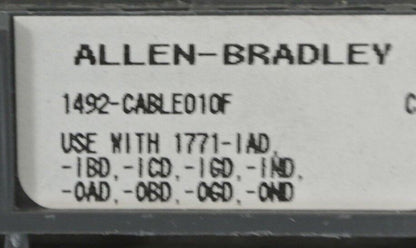 ALLEN-BRADLEY
1492-CABLE010F C
USE WITH 1771-IAD,
-IBD,-ICD,-IGD,-IND,
-OAD,-OBD,-OGD,-OND